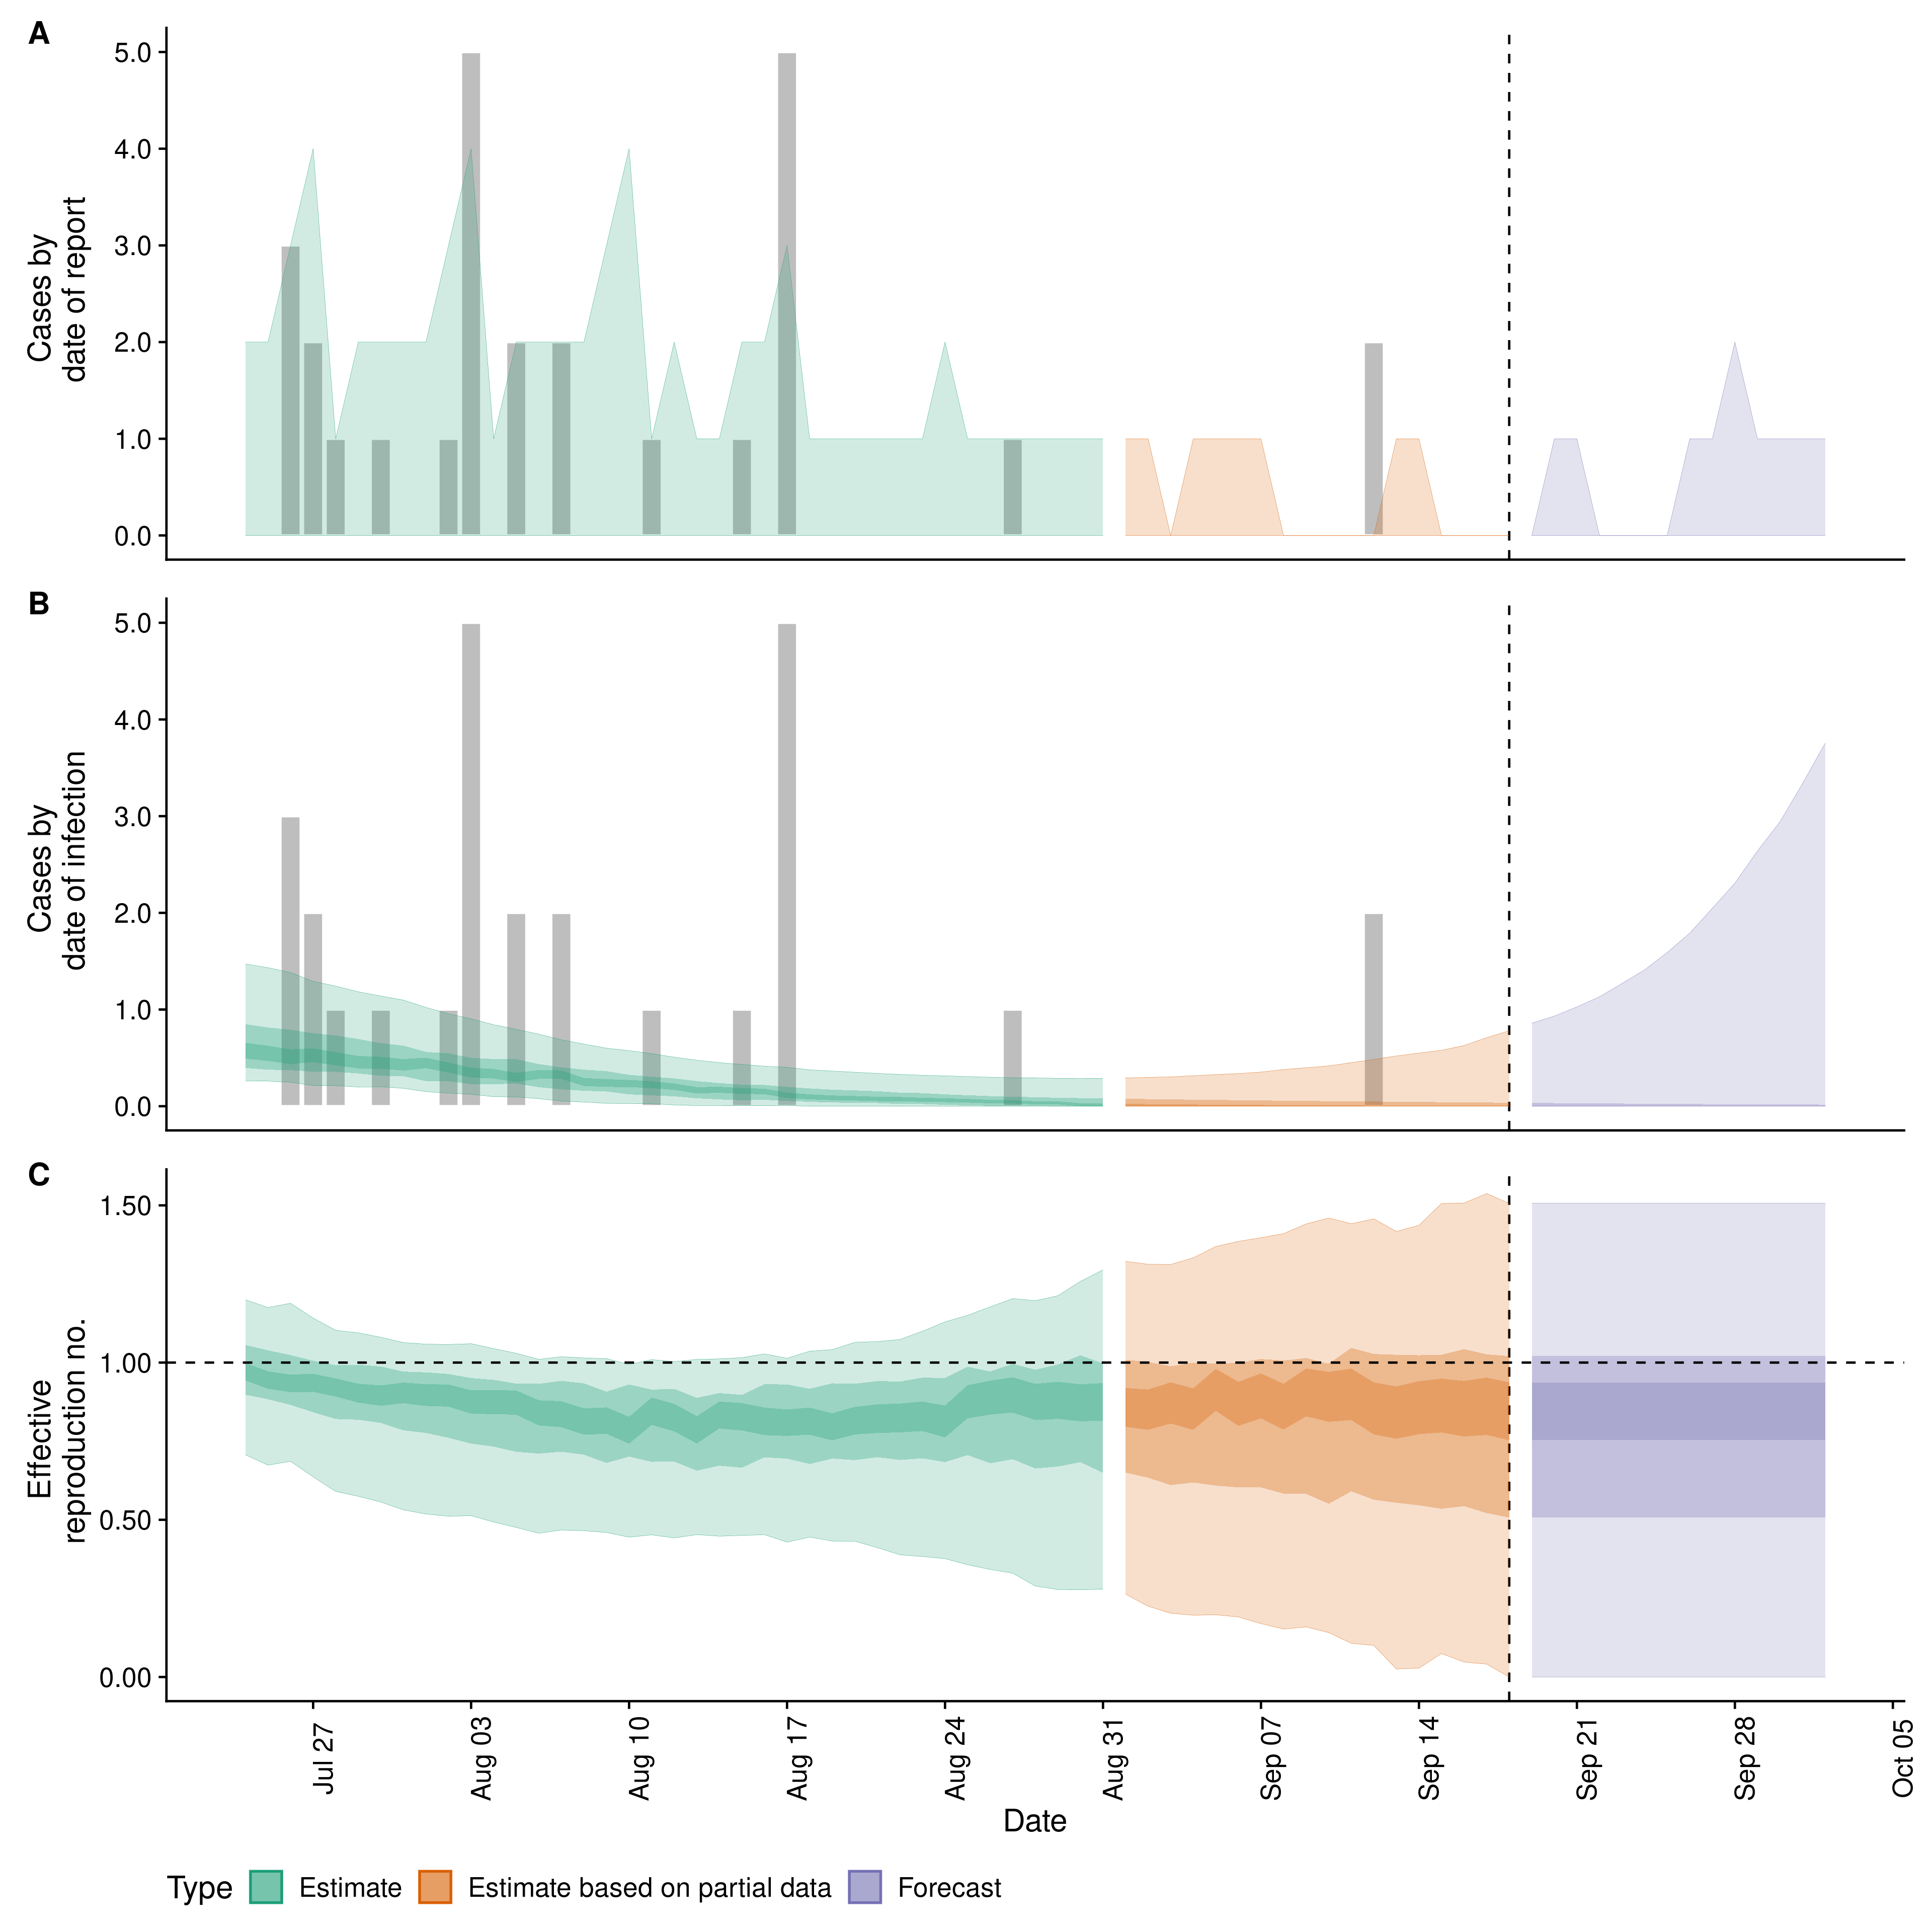 A
5.0
4.0
3.0
2.0
1.0
0.0
Cases by
date of report
B
5.0
4.0
3.0
2.0
1.0
0.0
Cases by
date of infection
C
1.50
1.00
0.50
0.00
Effective
reproduction no.
Jul 27
Aug 03
Aug 10
Aug 17
Aug 24
Aug 31
Sep 07
Sep 14
Sep 21
Sep 28
Oct 05
Date
Type Estimate Estimate based on partial data Forecast